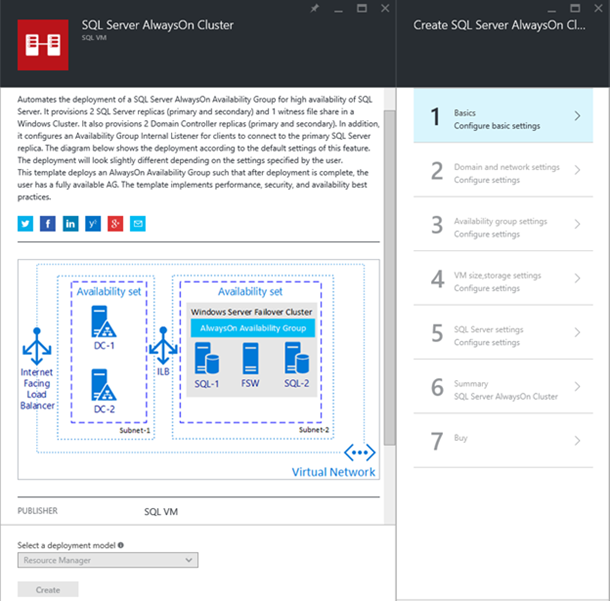 SQL Server AlwaysOn Cluster
SQL VM
Automates the deployment of a SQL Server AlwaysOn Availability Group for high availability of SQL
Server. It provisions 2 SQL Server replicas (primary and secondary) and 1 witness file share in a
Windows Cluster. It also provisions 2 Domain Controller replicas (primary and secondary). In addition,
it configures an Availability Group Internal Listener for clients to connect to the primary SQL Server
replica. The diagram below shows the deployment according to the default settings of this feature.
The deployment will look slightly different depending on the settings specified by the user.
This template deploys an AlwaysOn Availability Group such that after deployment is complete, the
user has a fully available AG. The template implements performance, security, and availability best
practices.
f
in
y!
g+
Availability set
DC-1
DC-2
Subnet-1
Internet
Facing
Load
Balancer
ILB
Availability set
Windows Server Failover Cluster
AlwaysOn Availability Group
SQL-1
FSW
SQL-2
Subnet-2
Virtual Network
PUBLISHER
SQL VM
Select a deployment model
Resource Manager
Create
Create SQL Server AlwaysOn Cl...
1
Basics
Configure basic settings
2
Domain and network settings
Configure settings
3
Availability group settings
Configure settings
4
VM size,storage settings
Configure settings
5
SQL Server settings
Configure settings
6
Summary
SQL Server AlwaysOn Cluster
7
Buy